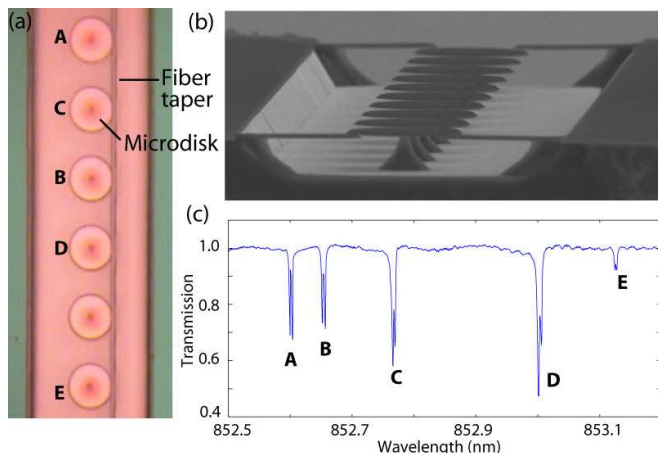 (a)
A
Fiber
taper
C
Microdisk
B
D
E
(b)
(c)
1.0
0.8
0.6
0.4
Transmission
A
B
C
D
E
852.5
852.7
852.9
853.1
Wavelength (nm)